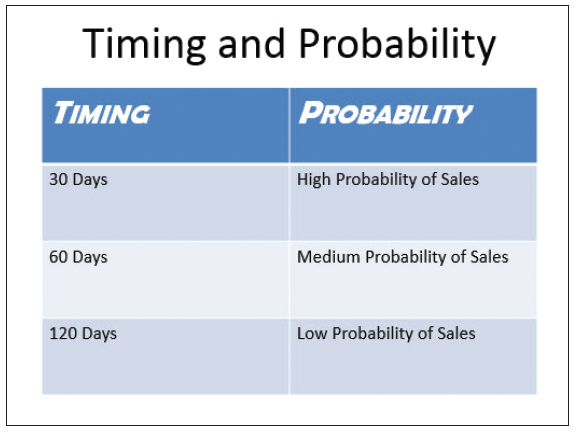 Timing and Probability
TIMING PROBABILITY
30 Days High Probability of Sales
60 Days Medium Probability of Sales
120 Days Low Probability of Sales